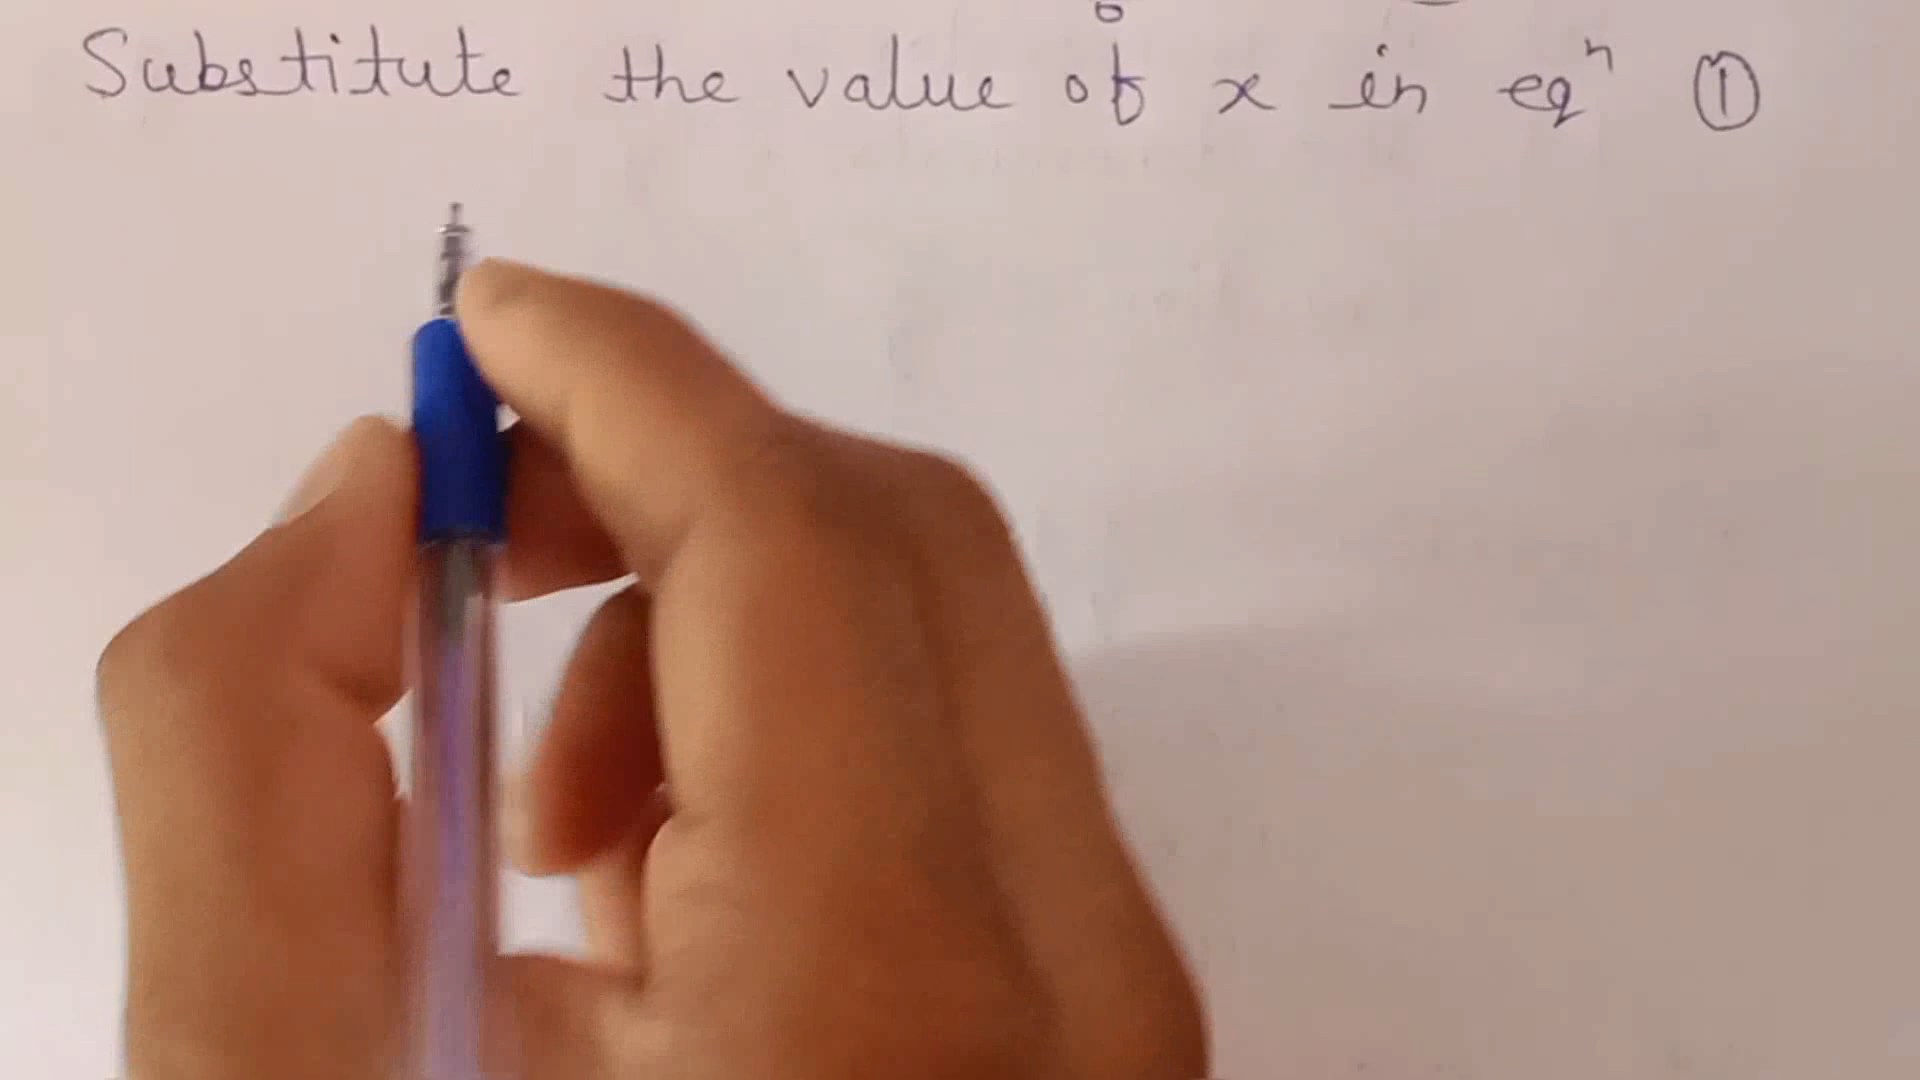 Substitute the value of x in eqⁿ ①